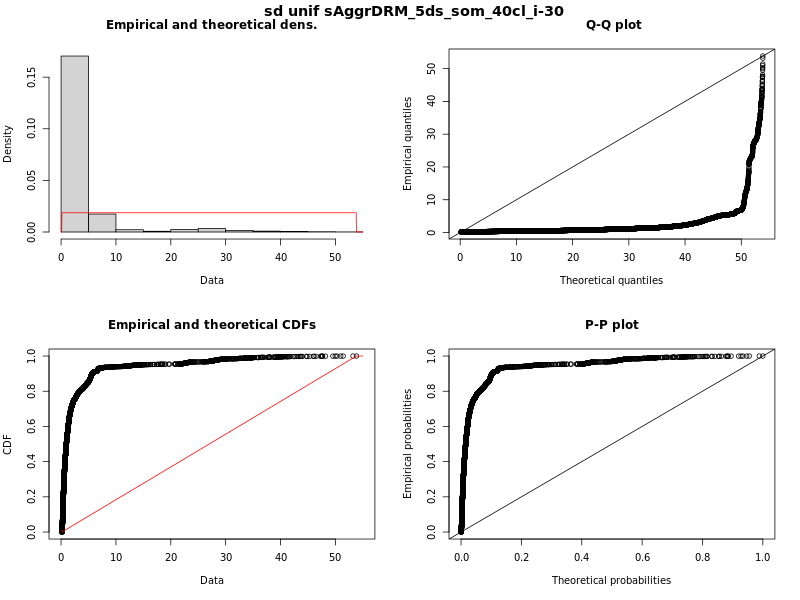 sd unif sAggrDRM_5ds_som_40cl_i-30
Empirical and theoretical dens.
Density
0.00 0.05 0.10 0.15
0 10 20 30 40 50
Data
Q-Q plot
Empirical quantiles
0 10 20 30 40 50
0 10 20 30 40 50
Theoretical quantiles
Empirical and theoretical CDFs
CDF
0.0 0.2 0.4 0.6 0.8 1.0
0 10 20 30 40 50
Data
P-P plot
Empirical probabilities
0.0 0.2 0.4 0.6 0.8 1.0
0.0 0.2 0.4 0.6 0.8 1.0
Theoretical probabilities